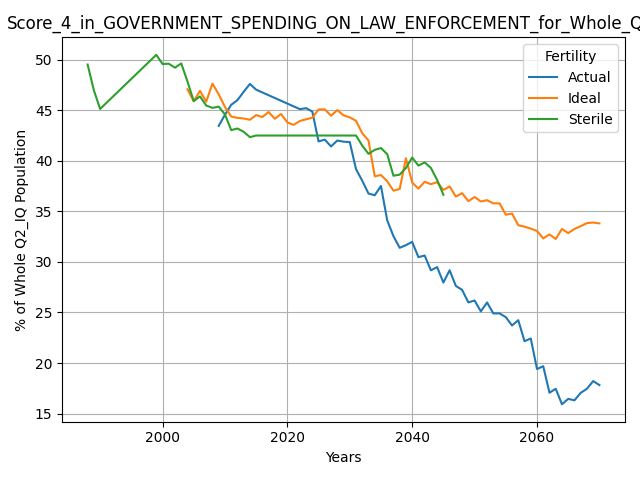 Score_4_in_GOVERNMENT_SPENDING_ON_LAW_ENFORCEMENT_for_Whole_Q
Fertility
Actual
Ideal
Sterile
% of Whole Q2_IQ Population
50
45
40
35
30
25
20
15
2000 2020 2040 2060
Years